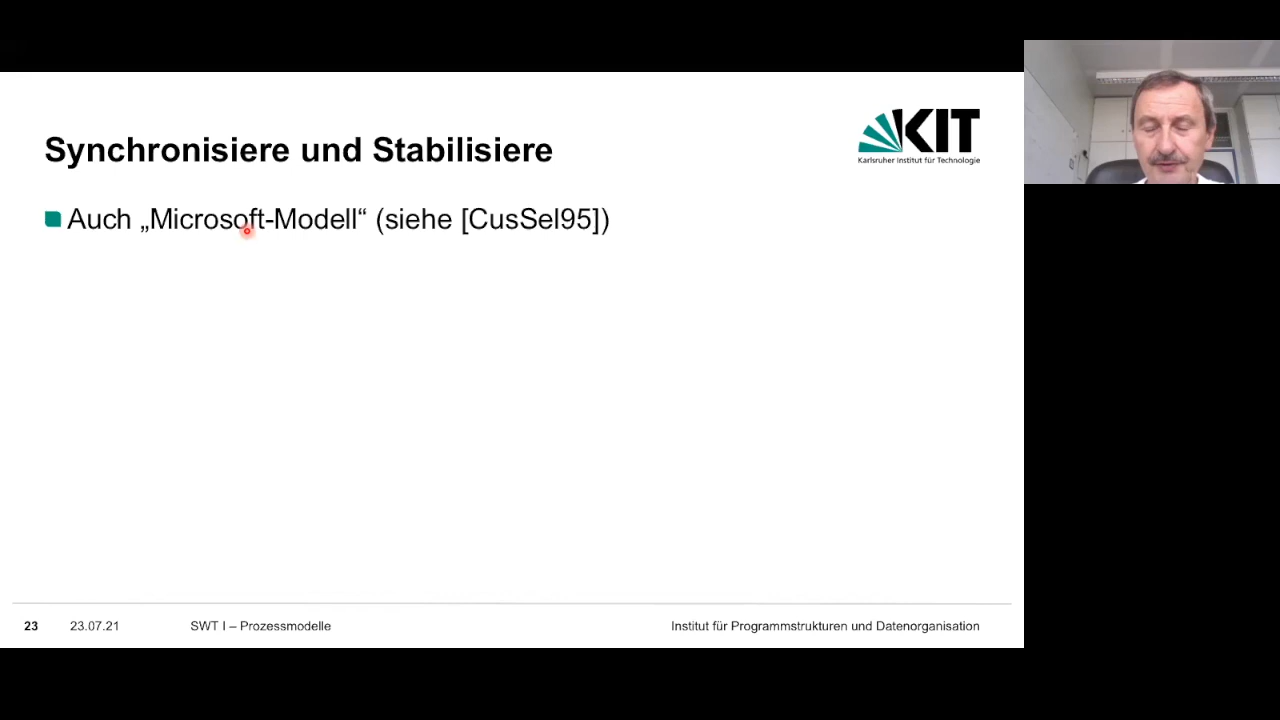 Synchronisiere und Stabilisiere
KIT
Karlsruher Institut für Technologie
Auch „Microsoft-Modell“ (siehe [CusSel95])
23 23.07.21 SWT I – Prozessmodelle Institut für Programmstrukturen und Datenorganisation